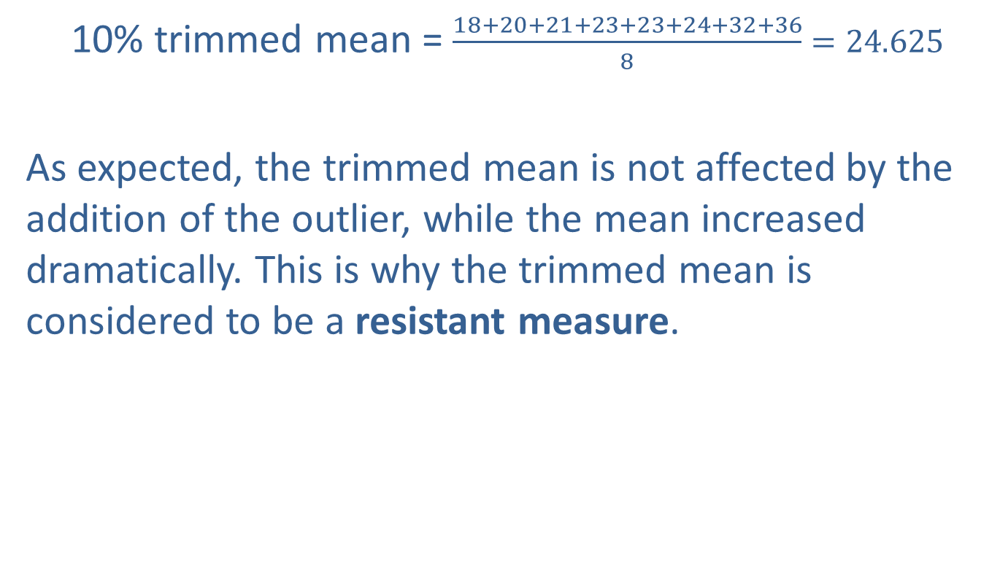 10% trimmed mean = \frac{18+20+21+23+23+24+32+36}{8} = 24.625
As expected, the trimmed mean is not affected by the
addition of the outlier, while the mean increased
dramatically. This is why the trimmed mean is
considered to be a resistant measure.